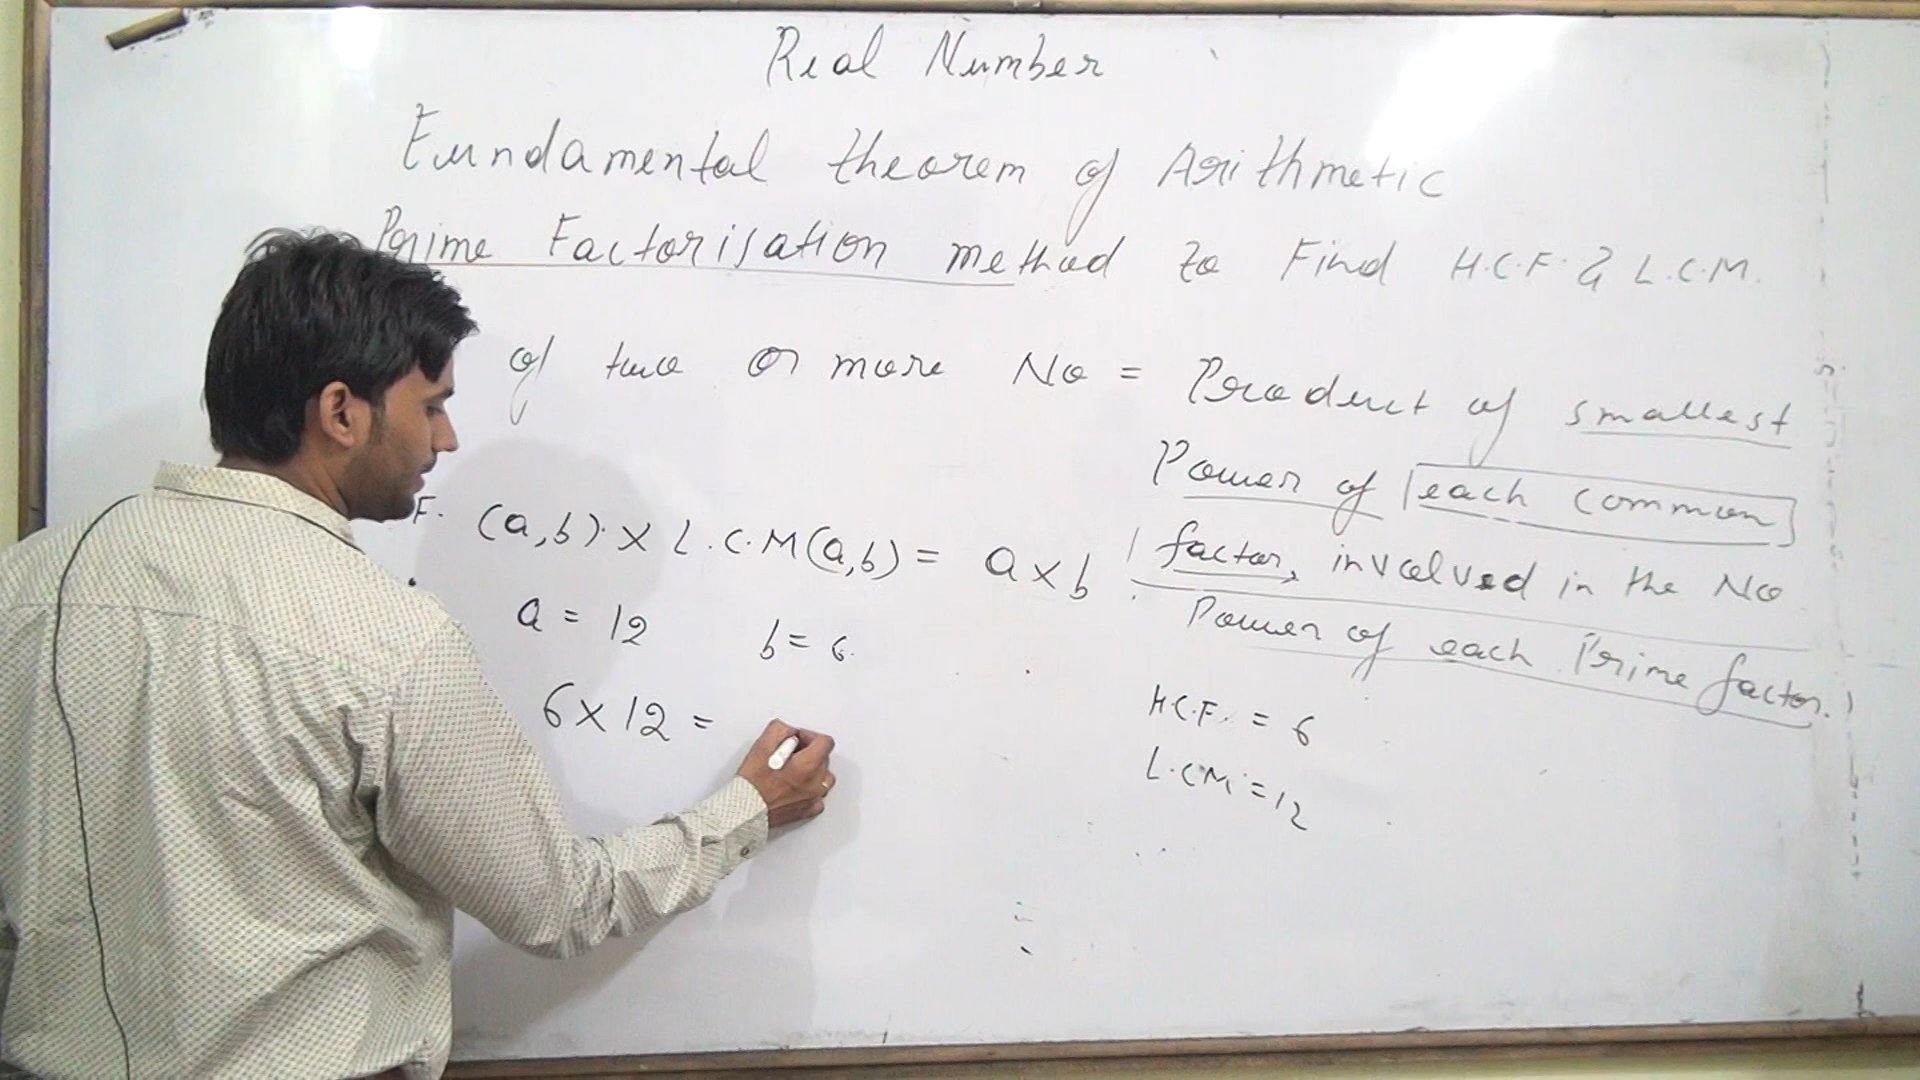 Real Number
Fundamental theorem of Arithmetic
Prime Factorisation method to Find H.C.F. & L.C.M.
of two or more No = Product of smallest
Power of each common
factor, involved in the No
Power of each Prime factor.
F. (a,b) × L.C.M(a,b) = a×b
a = 12 b = 6.
6×12 =
H.C.F. = 6
L.C.M. = 12